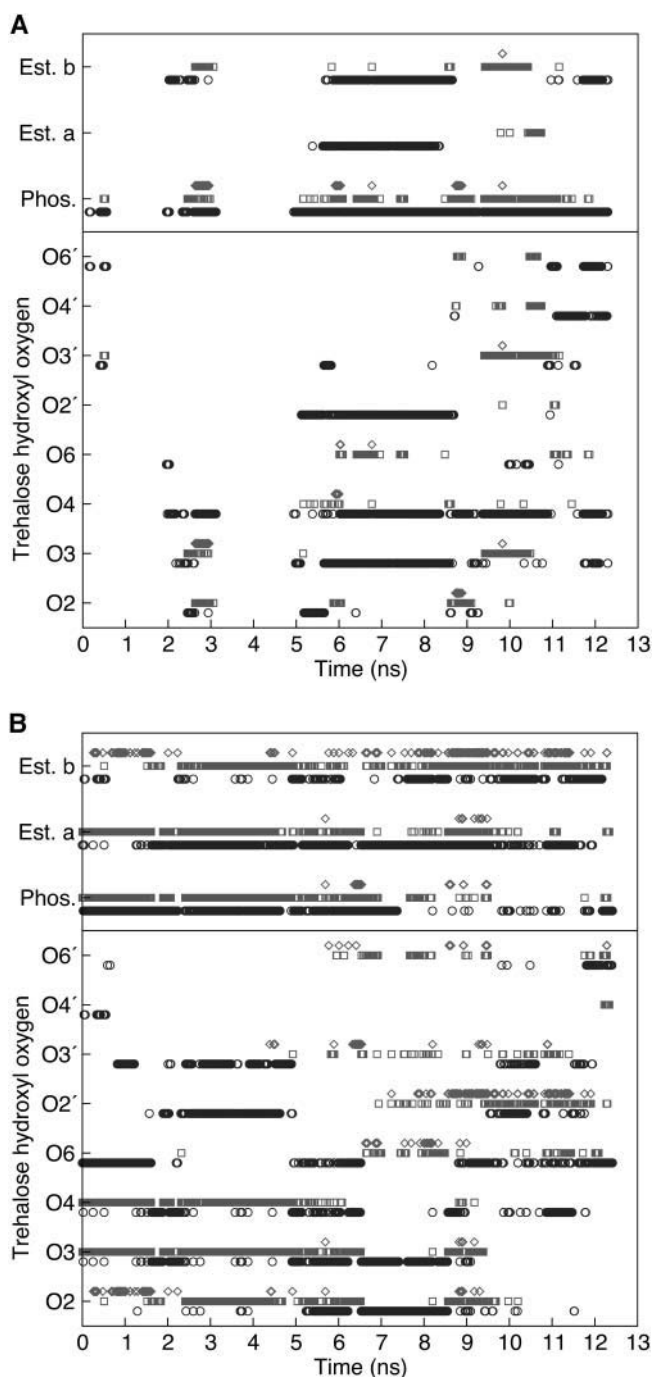 A
Est. b
Est. a
Phos.
Trehalose hydroxyl oxygen
O6´
O4´
O3´
O2´
O6
O4
O3
O2
0 1 2 3 4 5 6 7 8 9 10 11 12 13
Time (ns)
B
Est. b
Est. a
Phos.
Trehalose hydroxyl oxygen
O6´
O4´
O3´
O2´
O6
O4
O3
O2
0 1 2 3 4 5 6 7 8 9 10 11 12 13
Time (ns)